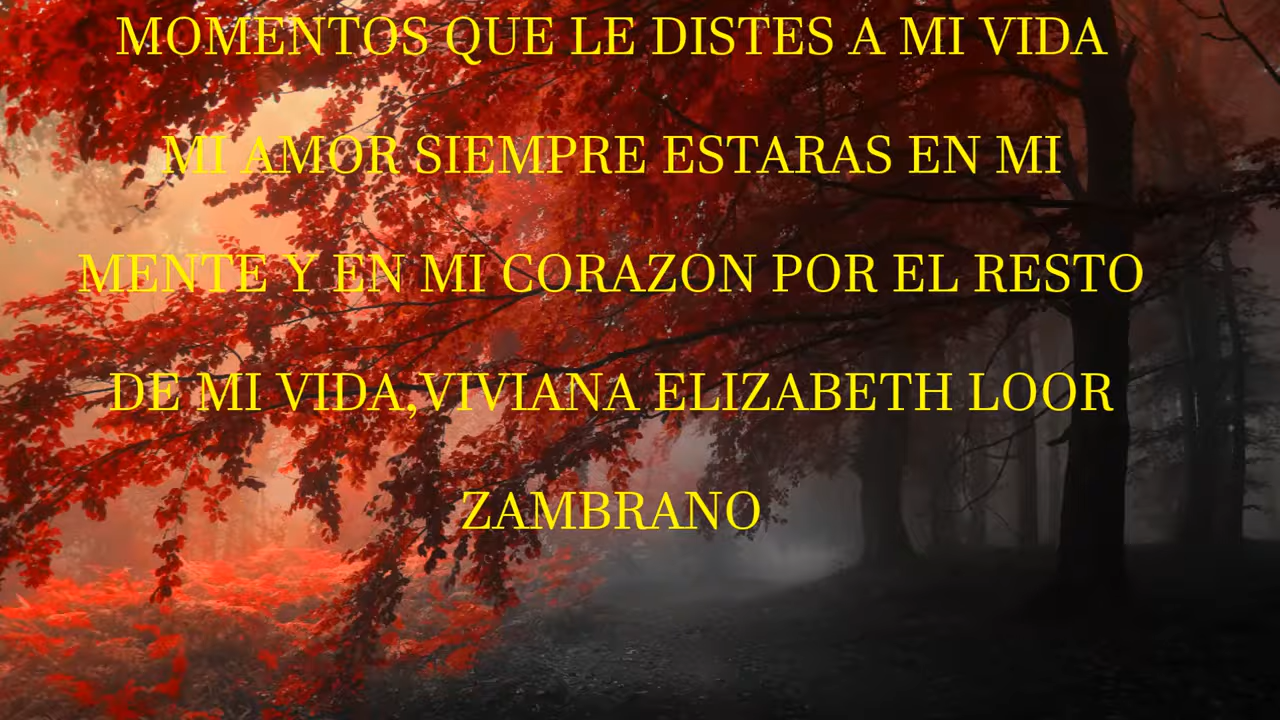 MOMENTOS QUE LE DISTES A MI VIDA
MI AMOR SIEMPRE ESTARAS EN MI
MENTE Y EN MI CORAZON POR EL RESTO
DE MI VIDA,VIVIANA ELIZABETH LOOR
ZAMBRANO